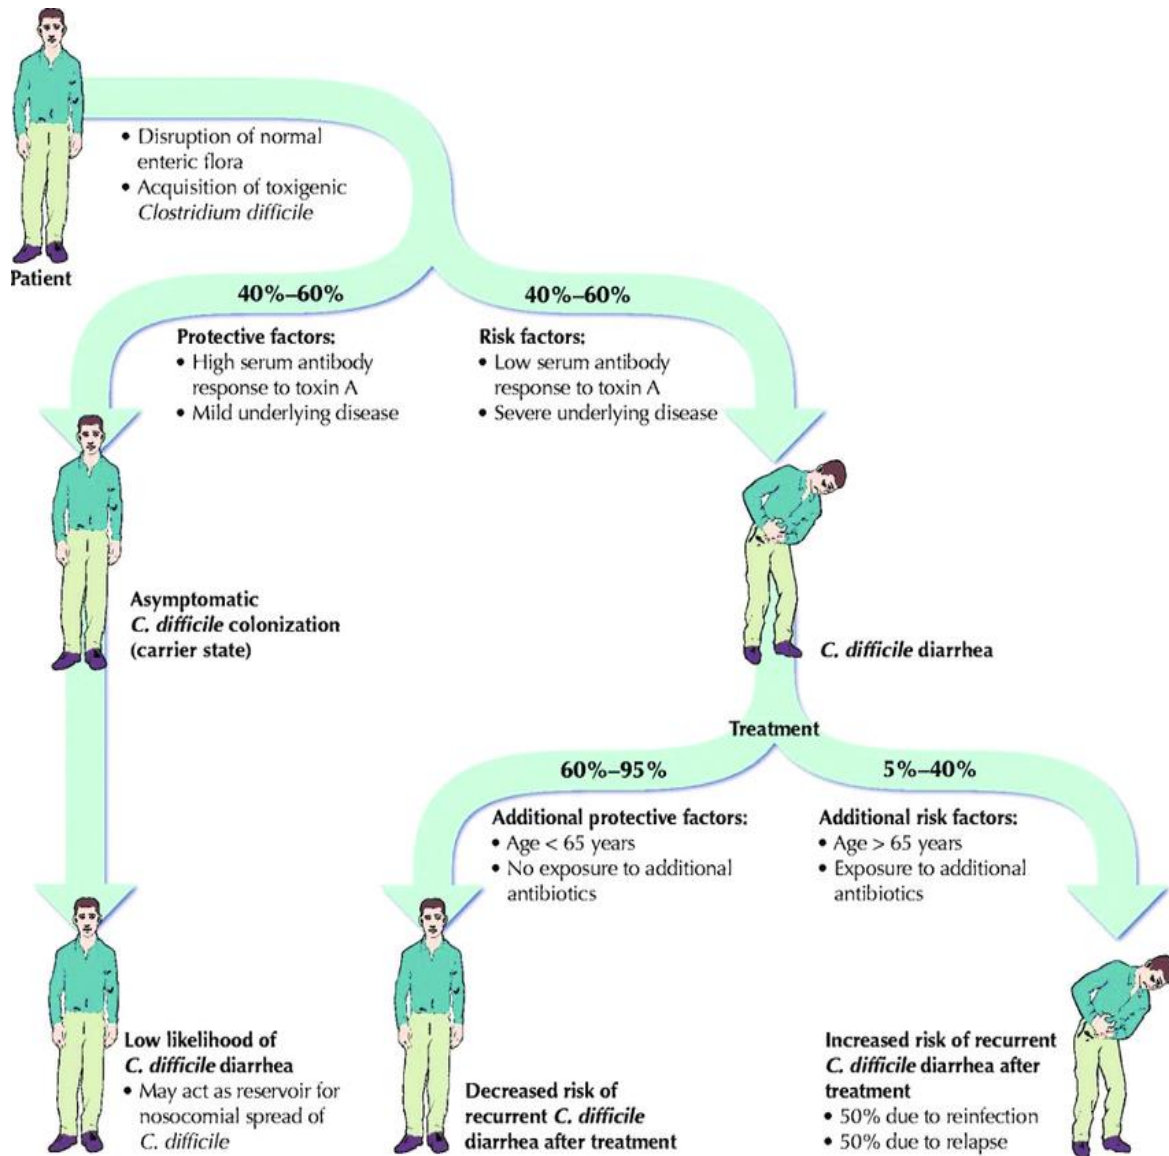 • Disruption of normal
enteric flora
• Acquisition of toxigenic
Clostridium difficile
Patient
40%–60%
Protective factors:
• High serum antibody
response to toxin A
• Mild underlying disease
40%–60%
Risk factors:
• Low serum antibody
response to toxin A
• Severe underlying disease
Asymptomatic
C. difficile colonization
(carrier state)
C. difficile diarrhea
Treatment
60%–95%
Additional protective factors:
• Age < 65 years
• No exposure to additional
antibiotics
5%–40%
Additional risk factors:
• Age > 65 years
• Exposure to additional
antibiotics
Low likelihood of
C. difficile diarrhea
• May act as reservoir for
nosocomial spread of
C. difficile
Decreased risk of
recurrent C. difficile
diarrhea after treatment
Increased risk of recurrent
C. difficile diarrhea after
treatment
• 50% due to reinfection
• 50% due to relapse